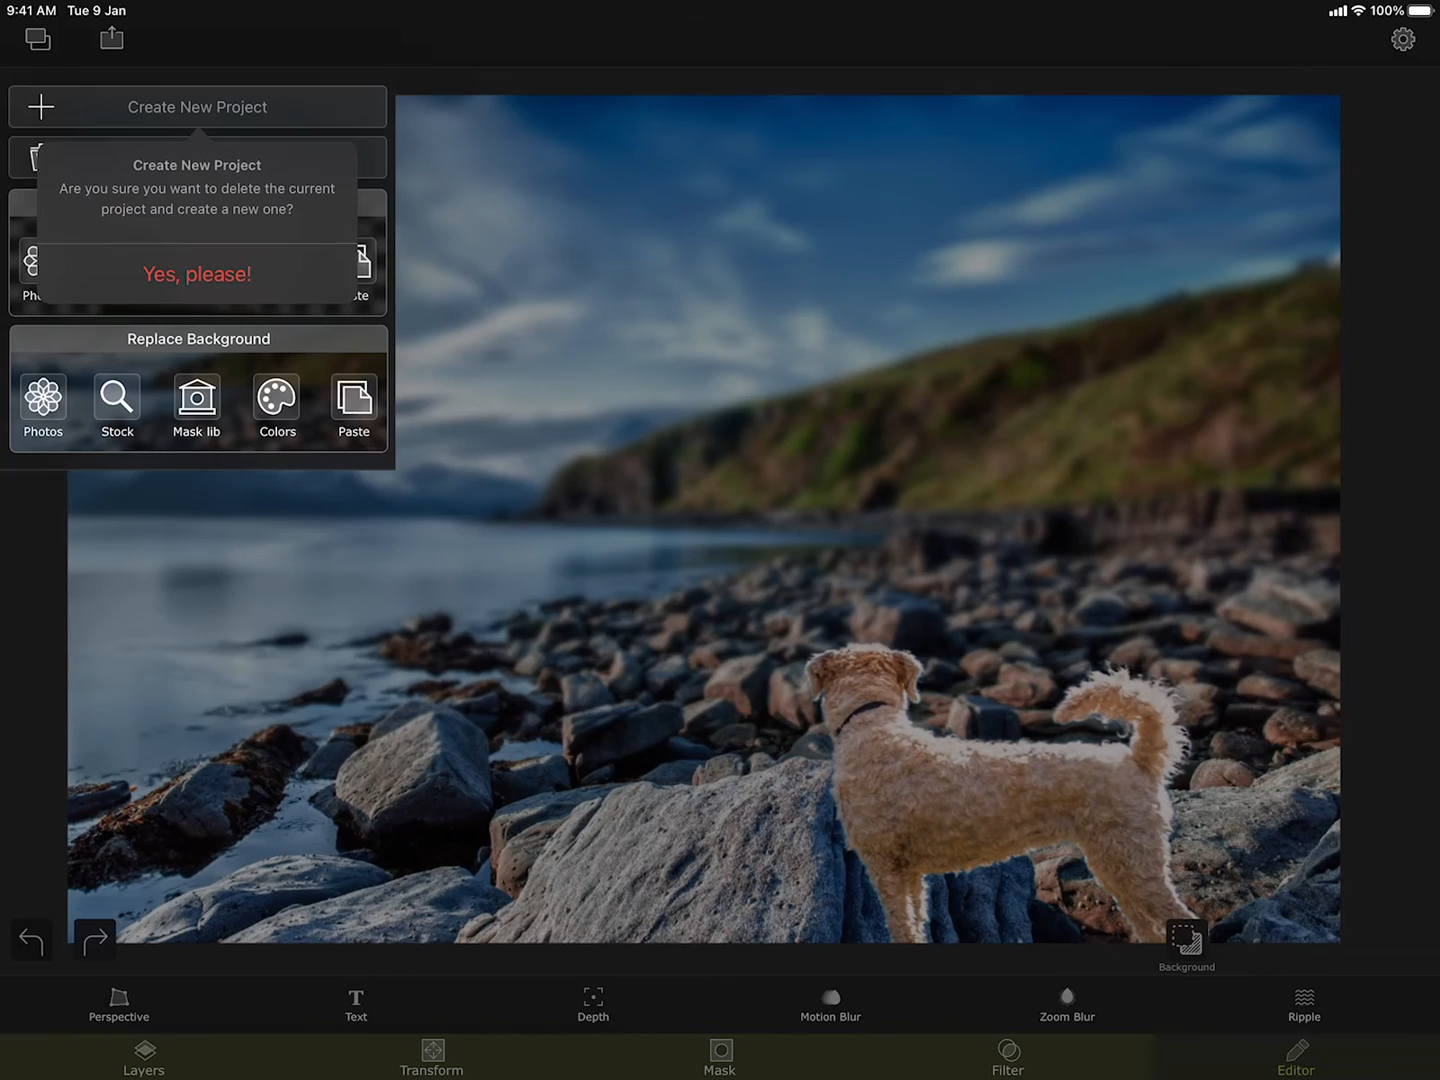 9:41 AM Tue 9 Jan
100%
Create New Project
Create New Project
Are you sure you want to delete the current
project and create a new one?
Yes, please!
Replace Background
Photos Stock Mask lib Colors Paste
Background
Perspective Text Depth Motion Blur Zoom Blur Ripple
Layers Transform Mask Filter Editor